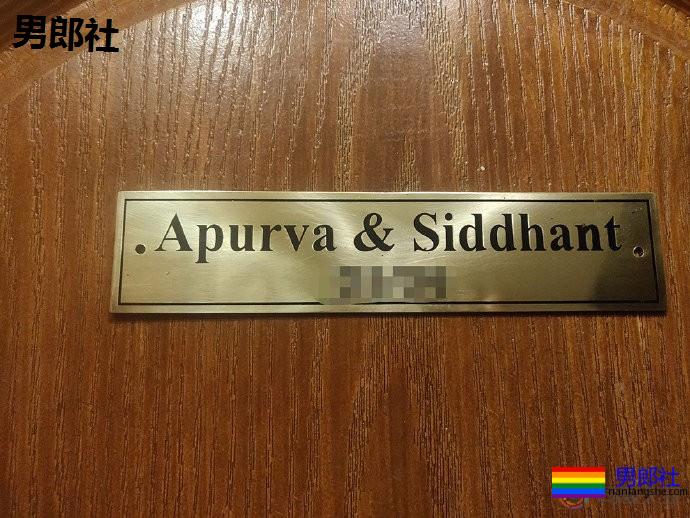 男郎社
Apurva & Siddhant
男郎社
nanlangshe.com